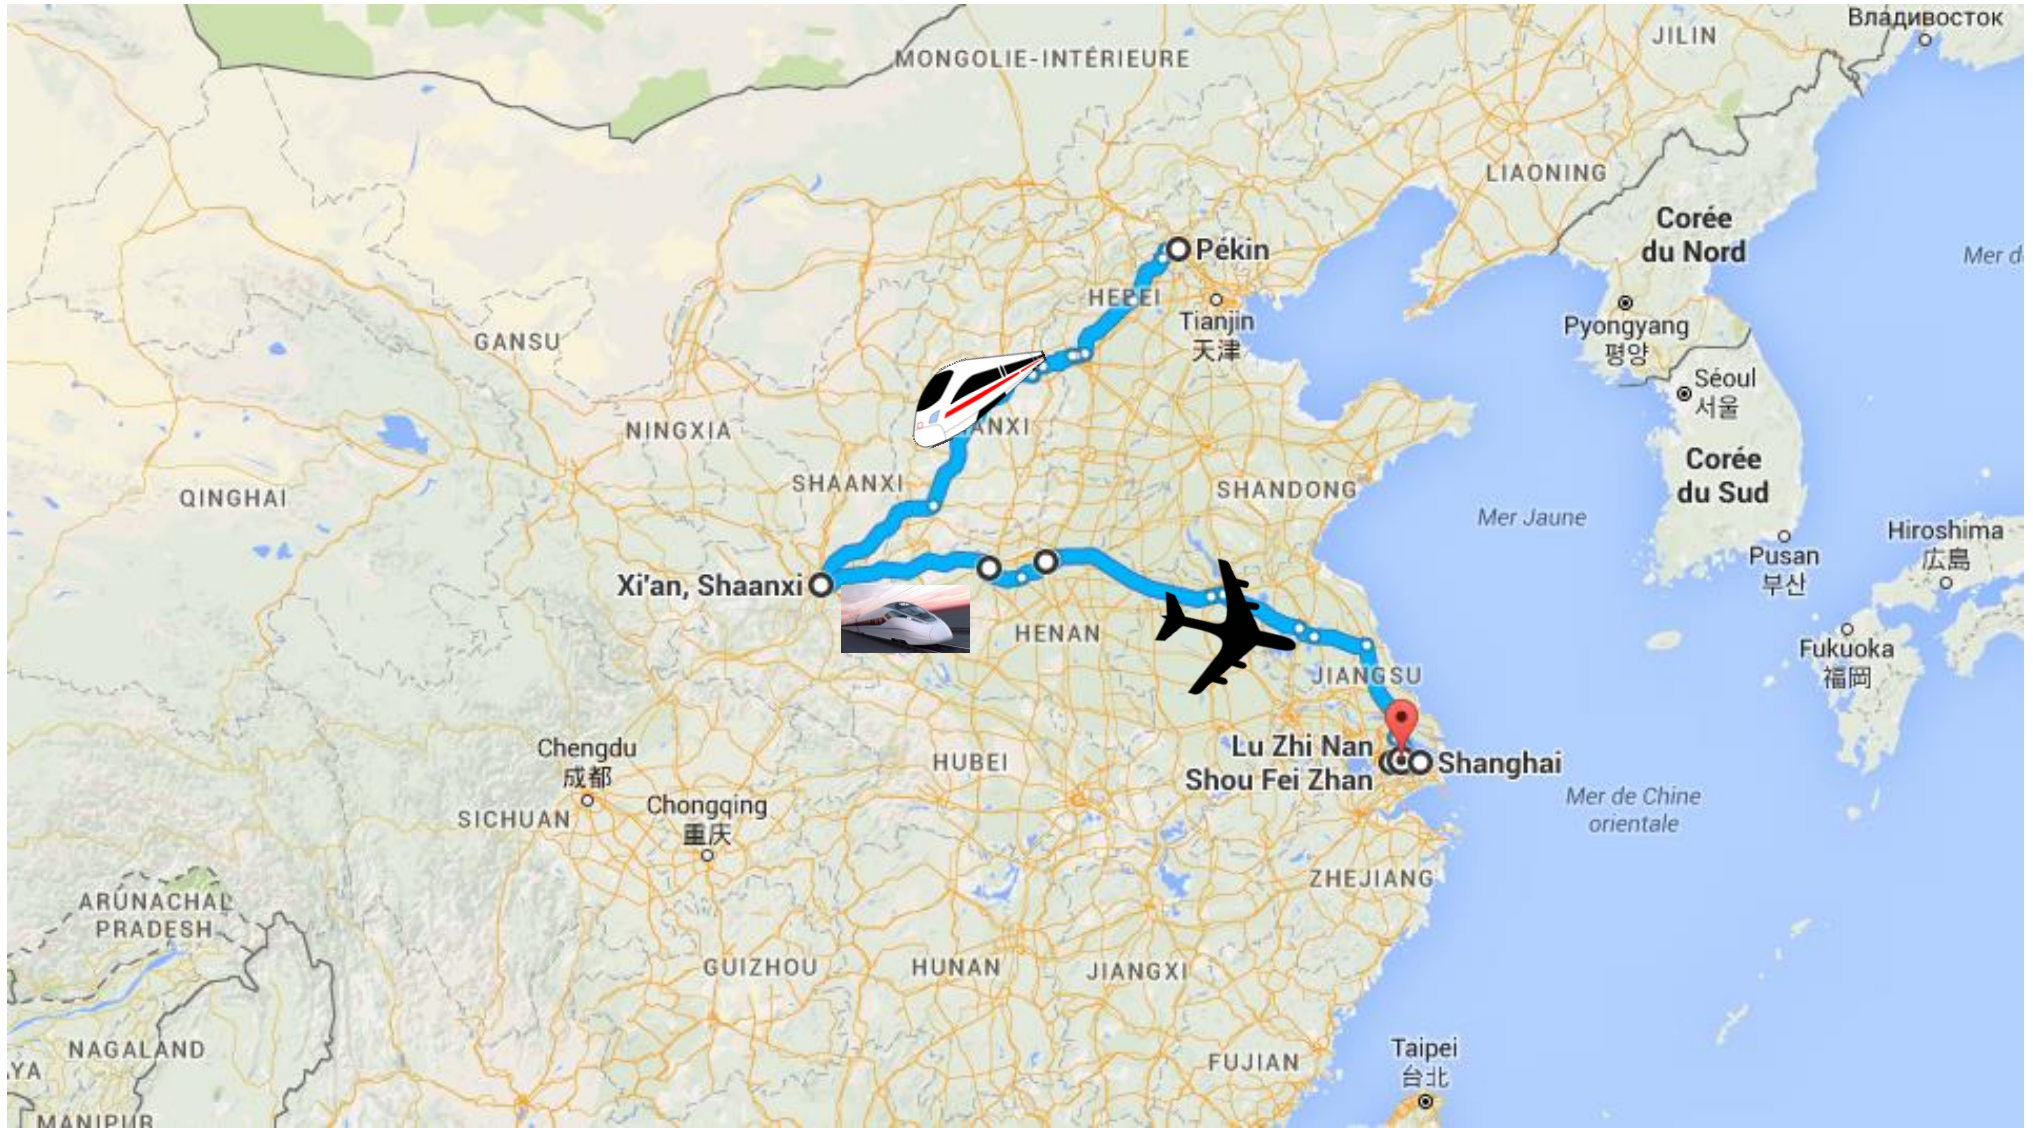 Владивосток
JILIN
MONGOLIE-INTÉRIEURE
LIAONING
Corée
du Nord
Mer d
Pékin
HEBEI
Tianjin
天津
Pyongyang
평양
GANSU
Séoul
서울
NINGXIA
ANXI
SHAANXI
QINGHAI
SHANDONG
Corée
du Sud
Mer Jaune
Hiroshima
広島
Pusan
부산
Xi'an, Shaanxi
HENAN
Fukuoka
福岡
JIANGSU
Lu Zhi Nan
Shou Fei Zhan
Shanghai
Chengdu
成都
HUBEI
Chongqing
重庆
SICHUAN
Mer de Chine
orientale
ZHEJIANG
ARUNACHAL
PRADESH
GUIZHOU
HUNAN
JIANGXI
NAGALAND
YA
FUJIAN
Taipei
台北
MANIPUR